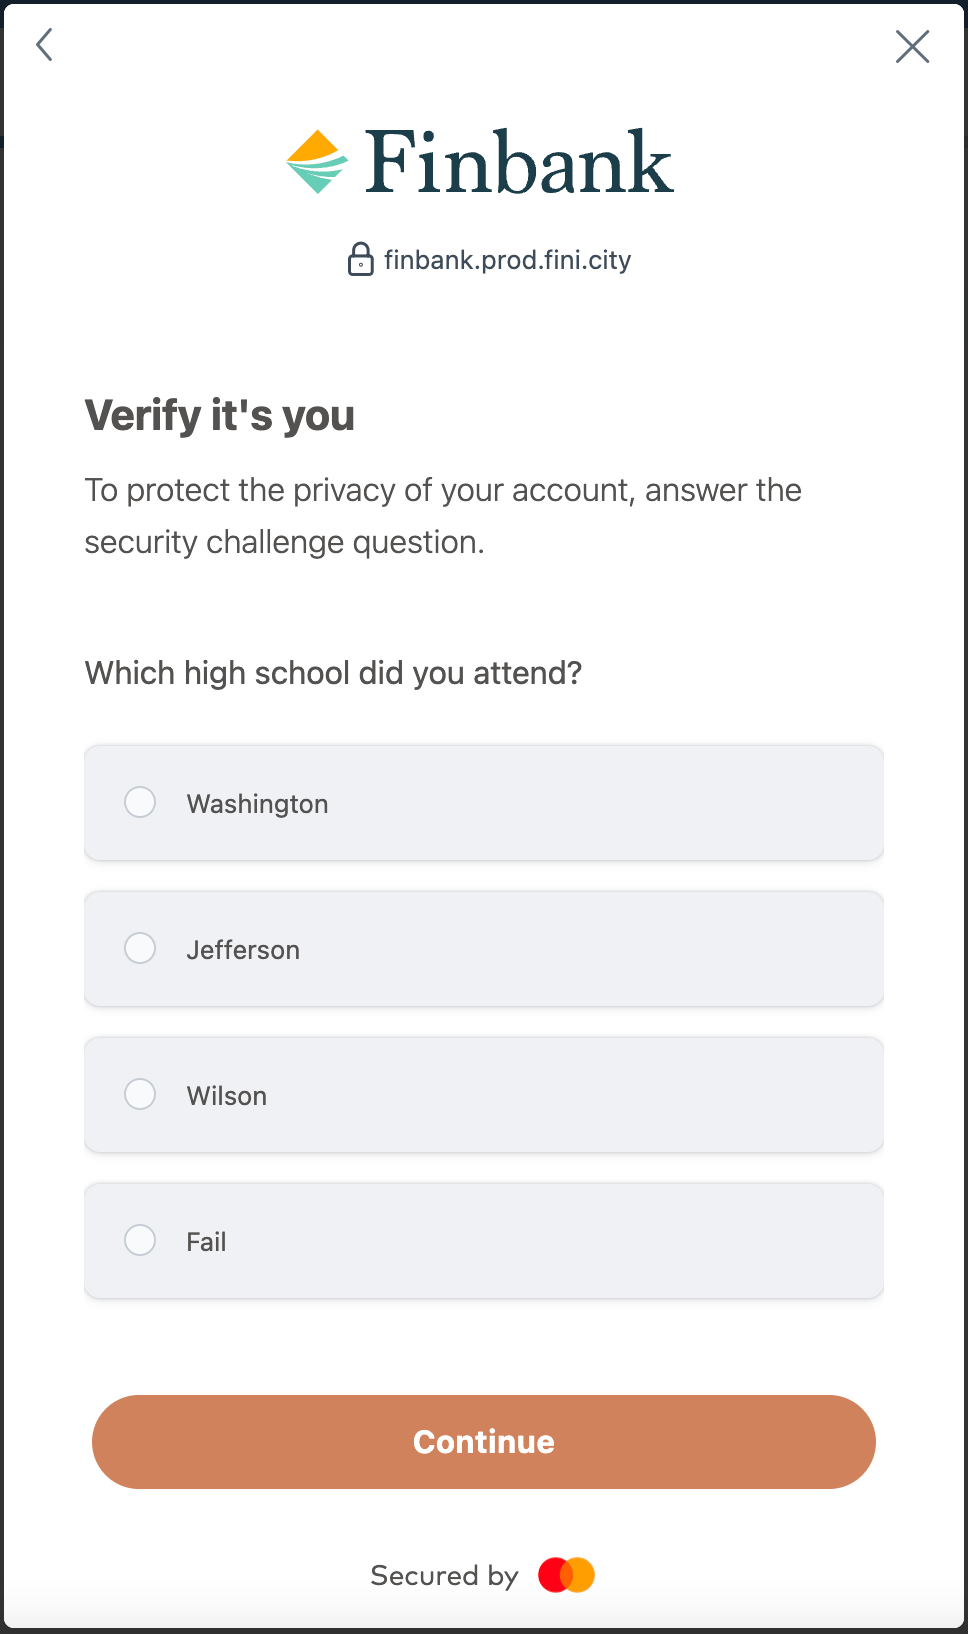 Finbank
finbank.prod.fini.city
Verify it's you
To protect the privacy of your account, answer the
security challenge question.
Which high school did you attend?
Washington
Jefferson
Wilson
Fail
Continue
Secured by